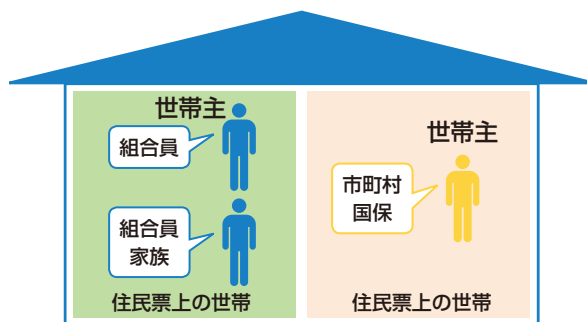 世帯主
組合員
組合員
家族
住民票上の世帯
世帯主
市町村
国保
住民票上の世帯